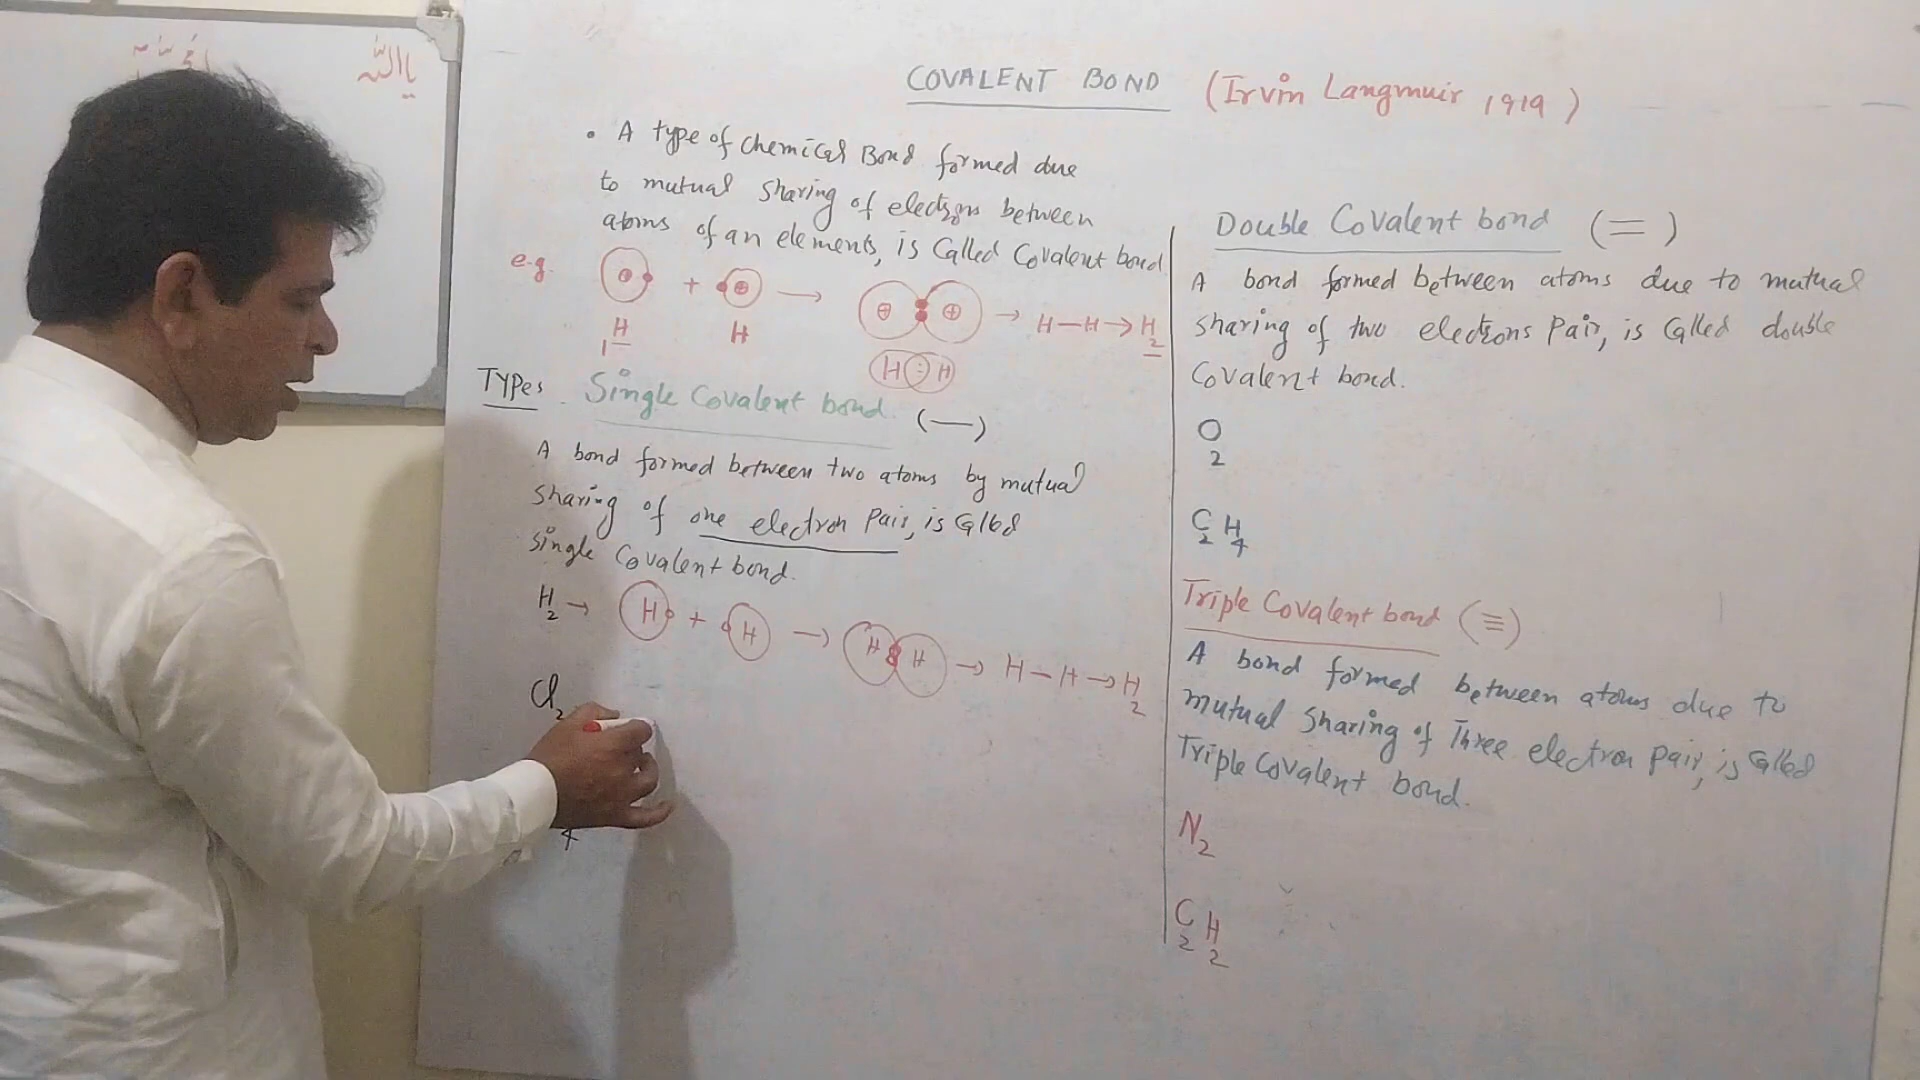 یا اللہ
COVALENT BOND (Irvin Langmuir 1919)
• A type of Chemical Bond formed due
to mutual sharing of electrons between
atoms of an elements, is Called Covalent bond
e.g. + → → H—H → H2
H H
1
H : H
Types. Single Covalent bond (—)
A bond formed between two atoms by mutual
sharing of one electron Pair, is Called
Single Covalent bond.
H2 → H + H → H H → H—H → H2
Cl2
4
Double Covalent bond (=)
A bond formed between atoms due to mutual
sharing of two electrons Pair, is Called double
Covalent bond.
O2
C2H4
Triple Covalent bond (≡)
A bond formed between atoms due to
mutual sharing of Three electron pair, is Called
Triple Covalent bond.
N2
C2H2